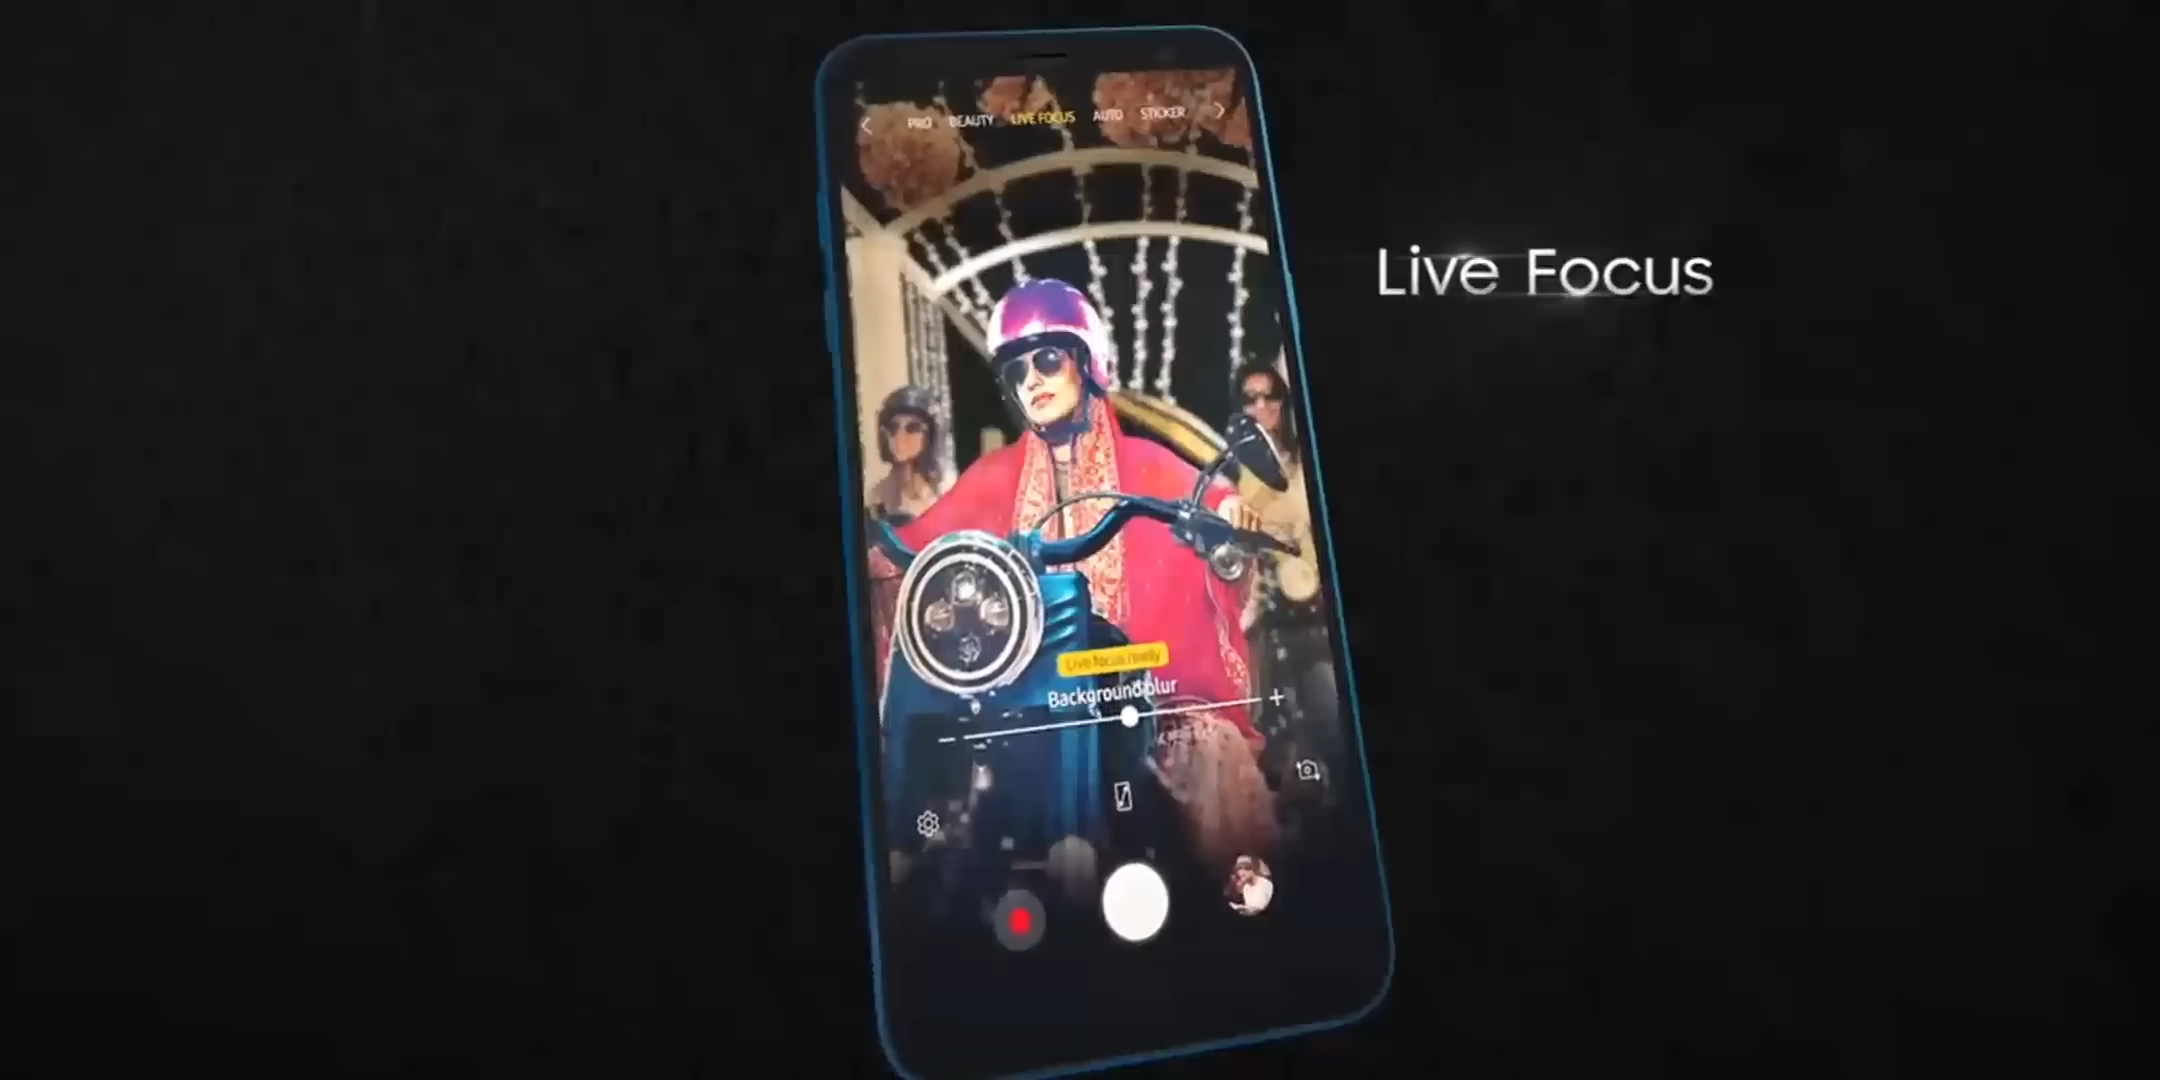 PRO BEAUTY LIVE FOCUS AUTO STICKER
Live Focus
Live focus ready
Background blur